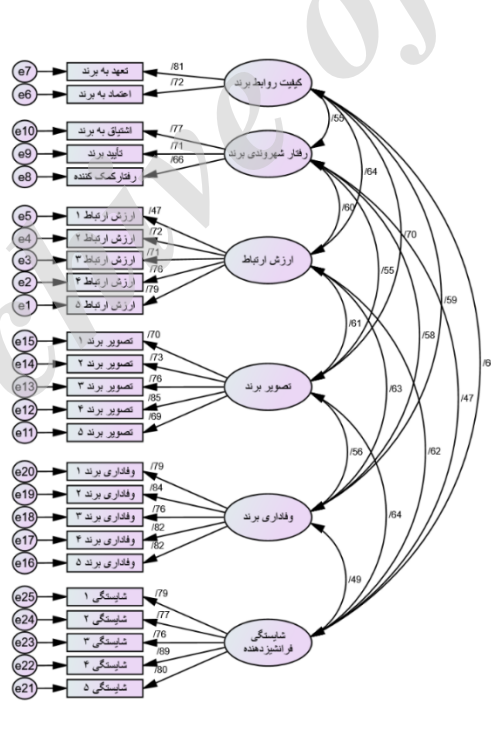 e7 تعهد به برند /81
e6 اعتماد به برند /72
کیفیت روابط برند
e10 اشتیاق به برند /77
e9 تأیید برند /71
e8 رفتارکمک کننده /66
رفتار شهروندی برند
e5 ارزش ارتباط ۱ /47
e4 ارزش ارتباط ۲ /72
e3 ارزش ارتباط ۳ /71
e2 ارزش ارتباط ۴ /76
e1 ارزش ارتباط ۵ /79
ارزش ارتباط
e15 تصویر برند ۱ /70
e14 تصویر برند ۲ /73
e13 تصویر برند ۳ /76
e12 تصویر برند ۴ /85
e11 تصویر برند ۵ /69
تصویر برند
e20 وفاداری برند ۱ /79
e19 وفاداری برند ۲ /84
e18 وفاداری برند ۳ /76
e17 وفاداری برند ۴ /82
e16 وفاداری برند ۵ /82
وفاداری برند
e25 شایستگی ۱ /79
e24 شایستگی ۲ /77
e23 شایستگی ۳ /76
e22 شایستگی ۴ /89
e21 شایستگی ۵ /80
شایستگی
فرانشیزدهنده
/55
/64
/60
/70
/55
/59
/61
/58
/63
/47
/62
/56
/64
/49